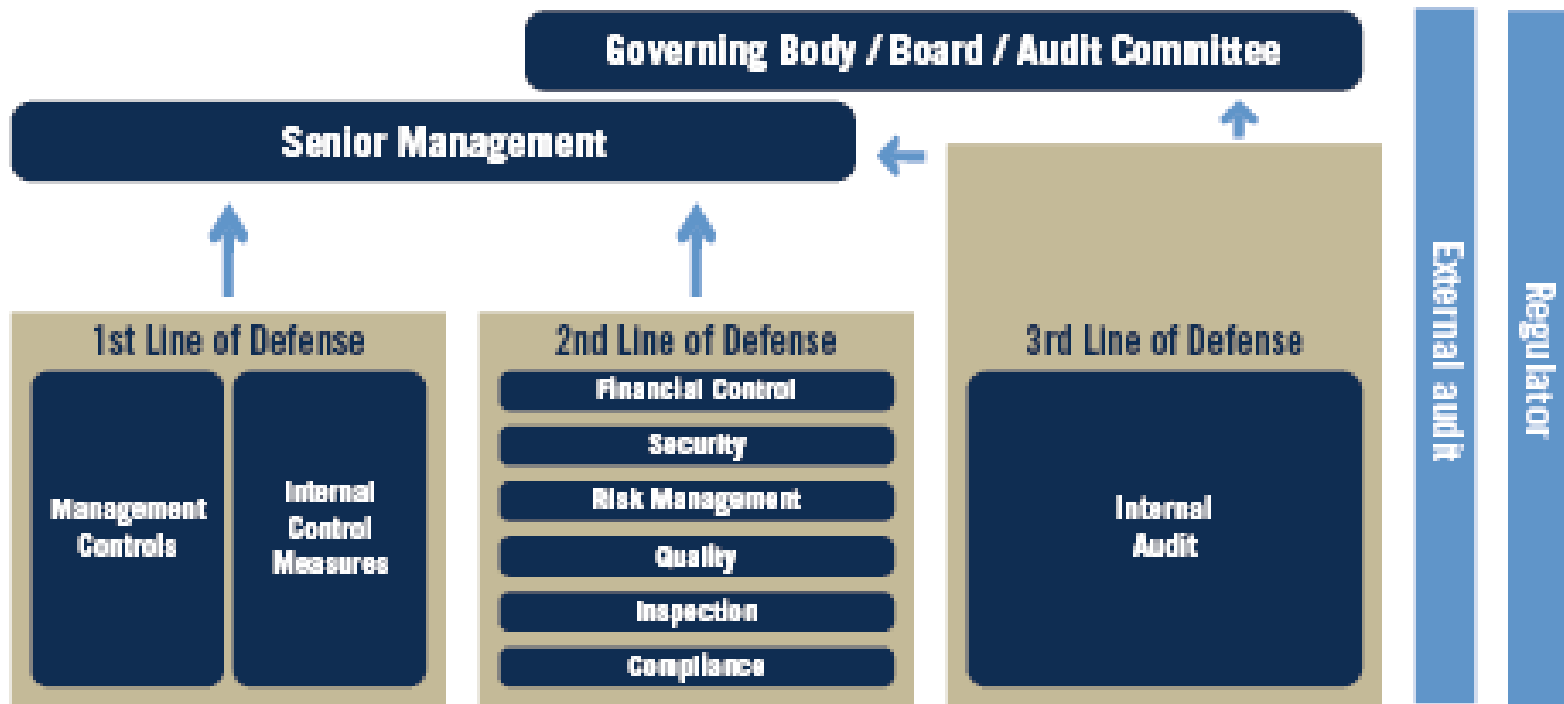 Governing Body / Board / Audit Committee
Senior Management
1st Line of Defense
Management
Controls
Internal
Control
Measures
2nd Line of Defense
Financial Control
Security
Risk Management
Quality
Inspection
Compliance
3rd Line of Defense
Internal
Audit
External audit
Regulator